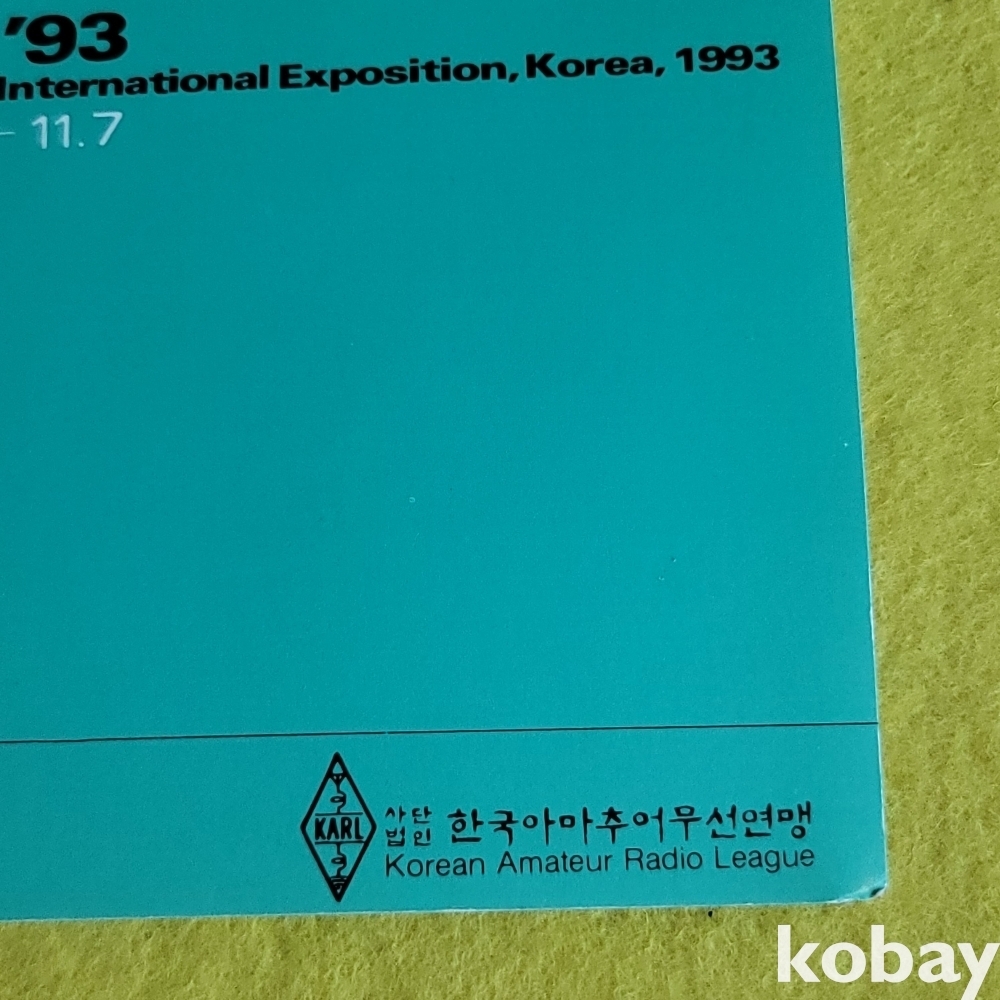 '93
International Exposition, Korea, 1993
- 11.7
KARL
사단
법인
한국아마추어무선연맹
Korean Amateur Radio League
kobay